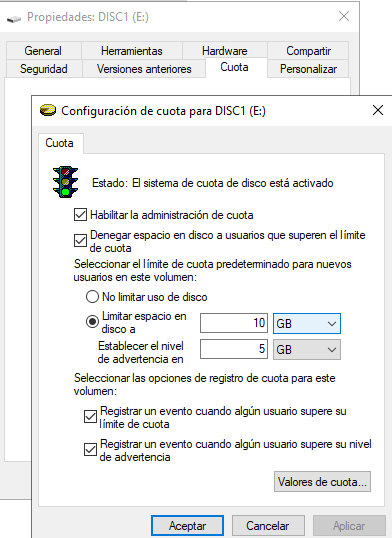 Propiedades: DISC1 (E:)
General Herramientas Hardware Compartir
Seguridad Versiones anteriores Cuota Personalizar
Configuración de cuota para DISC1 (E:)
Cuota
Estado: El sistema de cuota de disco está activado
Habilitar la administración de cuota
Denegar espacio en disco a usuarios que superen el límite
de cuota
Seleccionar el límite de cuota predeterminado para nuevos
usuarios en este volumen:
No limitar uso de disco
Limitar espacio en
disco a
10 GB
Establecer el nivel
de advertencia en
5 GB
Seleccionar las opciones de registro de cuota para este
volumen:
Registrar un evento cuando algún usuario supere su
límite de cuota
Registrar un evento cuando algún usuario supere su nivel
de advertencia
Valores de cuota...
Aceptar Cancelar Aplicar